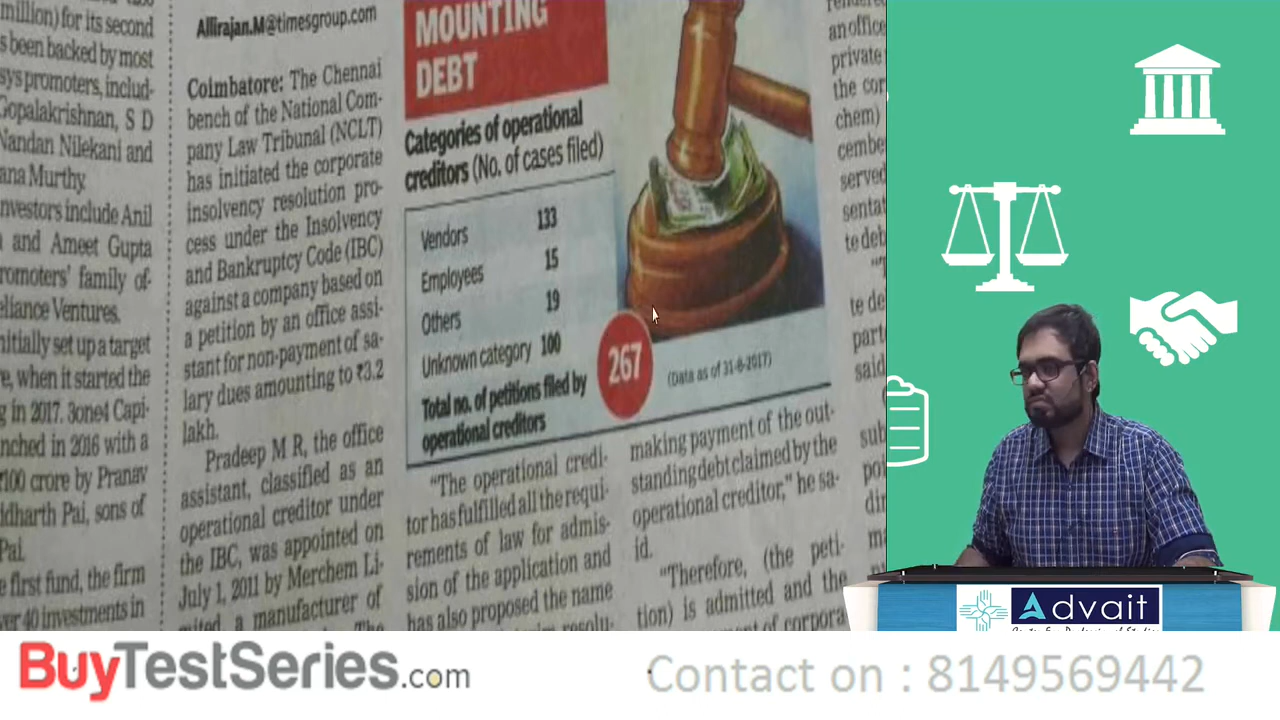 million) for its second
s been backed by most
sys promoters, includ-
Gopalakrishnan, S D
Nandan Nilekani and
ana Murthy.
nvestors include Anil
and Ameet Gupta
romoters' family of-
eliance Ventures.
nitially set up a target
e, when it started the
g in 2017. 3one4 Capi-
nched in 2016 with a
₹100 crore by Pranav
ddharth Pai, sons of
Pai.
e first fund, the firm
ver 40 investments in
Allirajan.M@timesgroup.com
Coimbatore: The Chennai
bench of the National Com-
pany Law Tribunal (NCLT)
has initiated the corporate
insolvency resolution pro-
cess under the Insolvency
and Bankruptcy Code (IBC)
against a company based on
a petition by an office assi-
stant for non-payment of sa-
lary dues amounting to ₹3.2
lakh.
Pradeep M R, the office
assistant, classified as an
operational creditor under
the IBC, was appointed on
July 1, 2011 by Merchem Li-
mited, a manufacturer of
MOUNTING
DEBT
Categories of operational
creditors (No. of cases filed)
Vendors 133
Employees 15
Others 19
Unknown category 100
Total no. of petitions filed by
operational creditors
267
(Data as of 31-8-2017)
"The operational credi-
tor has fulfilled all the requi-
rements of law for admis-
sion of the application and
has also proposed the name
making payment of the out-
standing debt claimed by the
operational creditor," he sa-
id.
"Therefore, (the peti-
tion) is admitted and the
an office
private
the cor
chem)
cembe
served
senta
te deb
te de
part
said
sub
poi
din
Advait
BuyTestSeries.com
Contact on : 8149569442